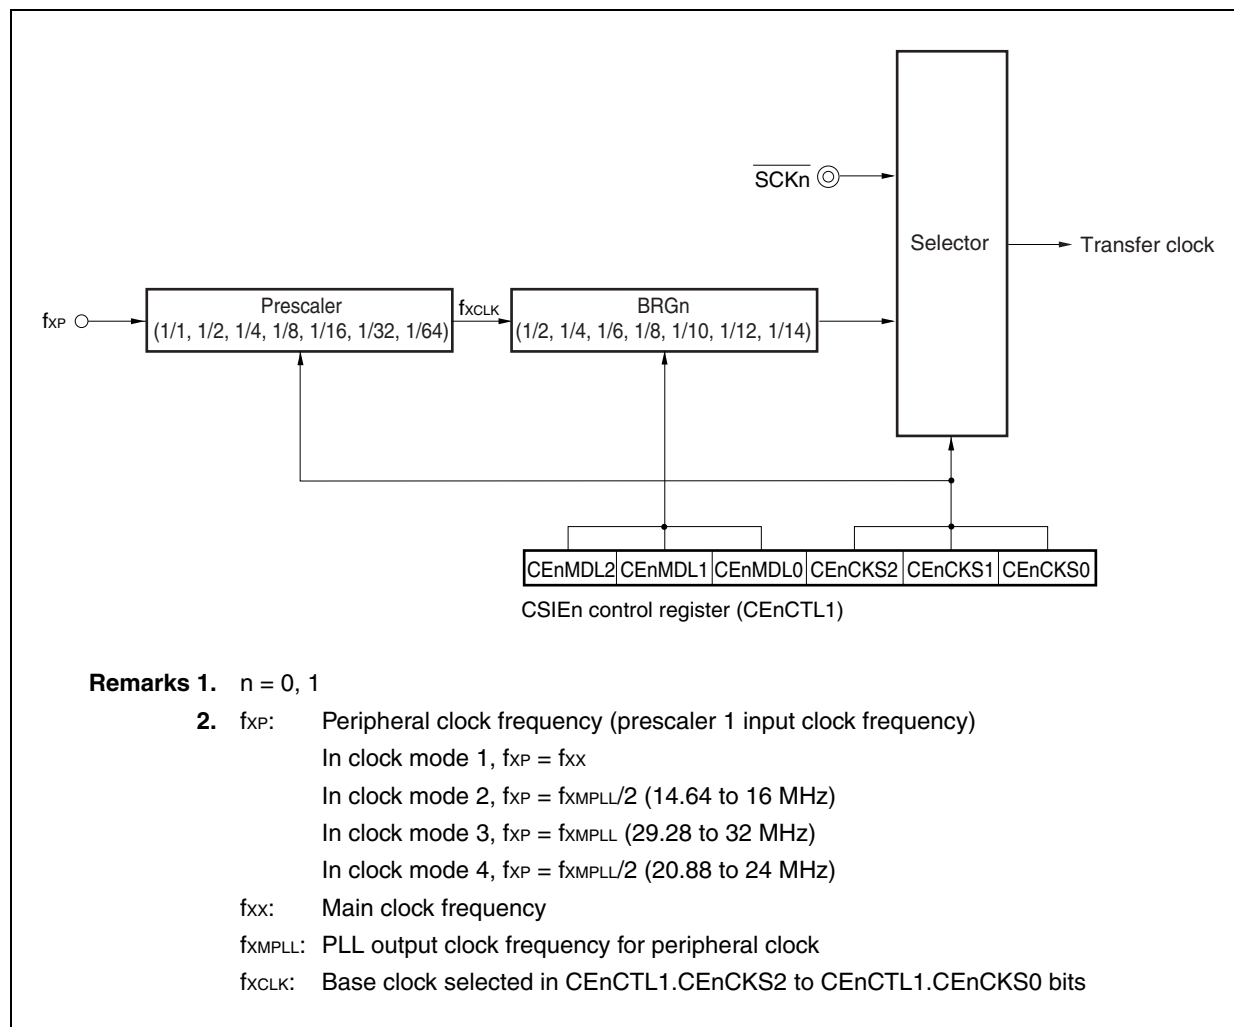 SCKn
Selector
Transfer clock
fXP
Prescaler
(1/1, 1/2, 1/4, 1/8, 1/16, 1/32, 1/64)
fXCLK
BRGn
(1/2, 1/4, 1/6, 1/8, 1/10, 1/12, 1/14)
CEnMDL2 CEnMDL1 CEnMDL0 CEnCKS2 CEnCKS1 CEnCKS0
CSIEn control register (CEnCTL1)
Remarks 1. n = 0, 1
2. fXP: Peripheral clock frequency (prescaler 1 input clock frequency)
In clock mode 1, fXP = fXX
In clock mode 2, fXP = fXMPLL/2 (14.64 to 16 MHz)
In clock mode 3, fXP = fXMPLL (29.28 to 32 MHz)
In clock mode 4, fXP = fXMPLL/2 (20.88 to 24 MHz)
fXX: Main clock frequency
fXMPLL: PLL output clock frequency for peripheral clock
fXCLK: Base clock selected in CEnCTL1.CEnCKS2 to CEnCTL1.CEnCKS0 bits